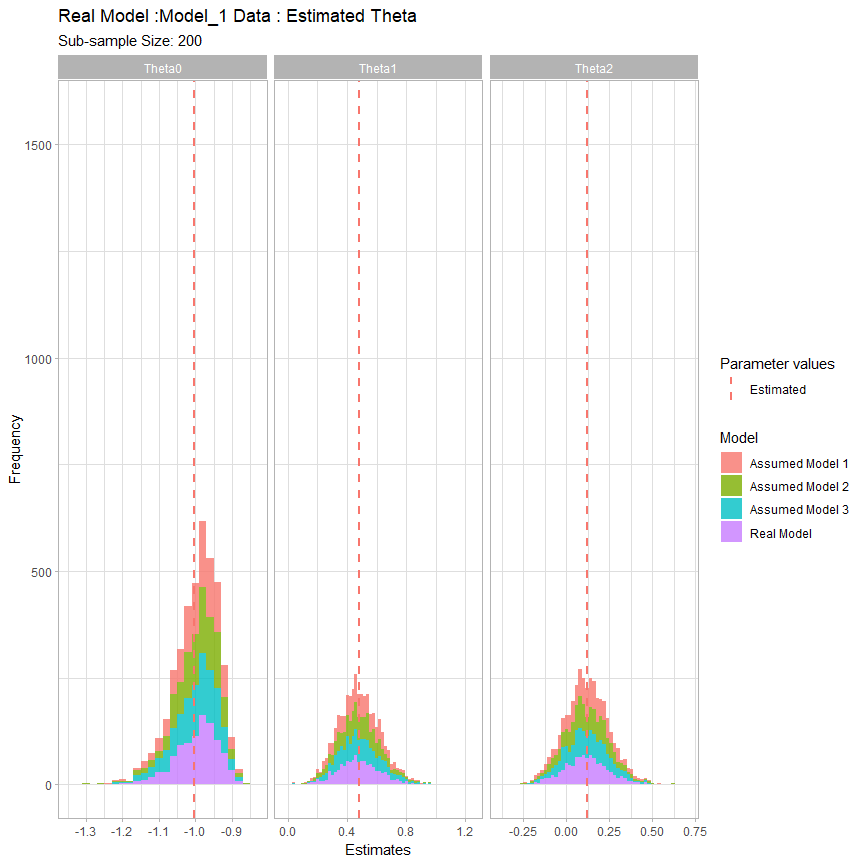 Real Model :Model_1 Data : Estimated Theta
Sub-sample Size: 200
Theta0 Theta1 Theta2
1500
1000
500
0
Frequency
-1.3 -1.2 -1.1 -1.0 -0.9 0.0 0.4 0.8 1.2 -0.25 0.00 0.25 0.50 0.75
Estimates
Parameter values
Estimated
Model
Assumed Model 1
Assumed Model 2
Assumed Model 3
Real Model